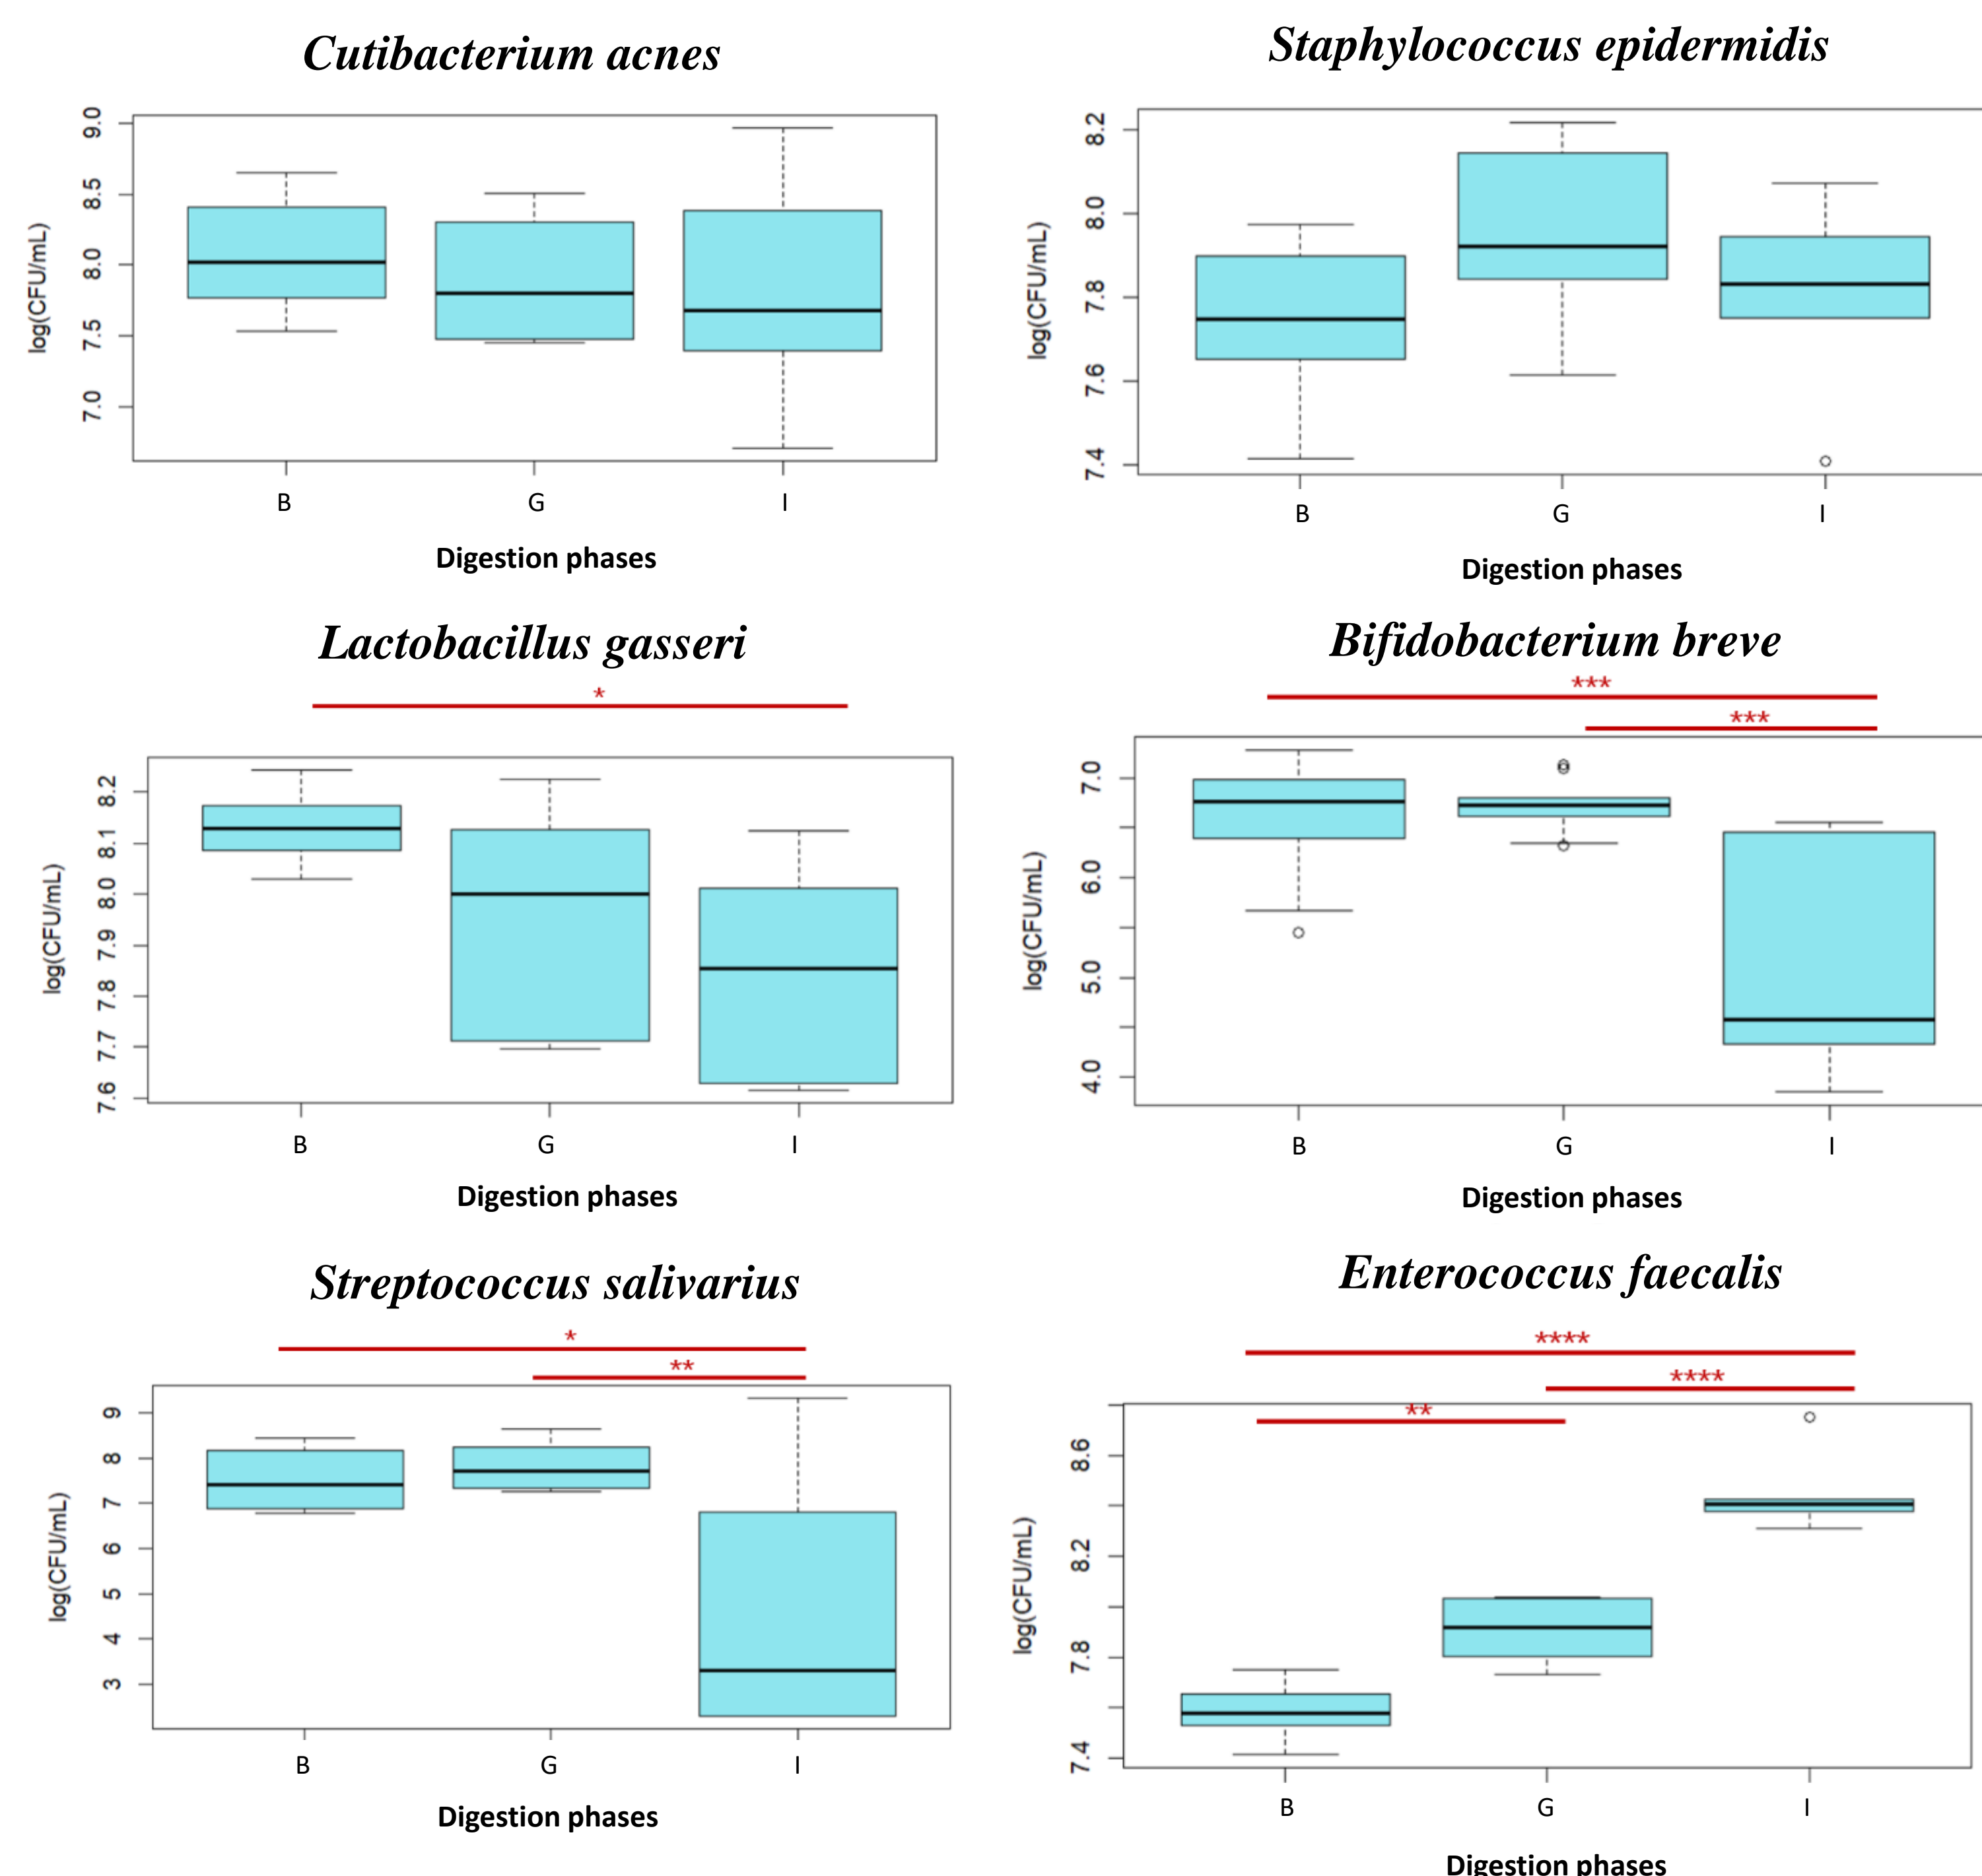 Cutibacterium acnes
log(CFU/mL)
9.0
8.5
8.0
7.5
7.0
B G I
Digestion phases
Staphylococcus epidermidis
log(CFU/mL)
8.2
8.0
7.8
7.6
7.4
B G I
Digestion phases
Lactobacillus gasseri
*
log(CFU/mL)
8.2
8.1
8.0
7.9
7.8
7.7
7.6
B G I
Digestion phases
Bifidobacterium breve
***
***
log(CFU/mL)
7.0
6.0
5.0
4.0
B G I
Digestion phases
Streptococcus salivarius
*
**
log(CFU/mL)
9
8
7
6
5
4
3
B G I
Digestion phases
Enterococcus faecalis
****
****
**
log(CFU/mL)
8.6
8.2
7.8
7.4
B G I
Digestion phases